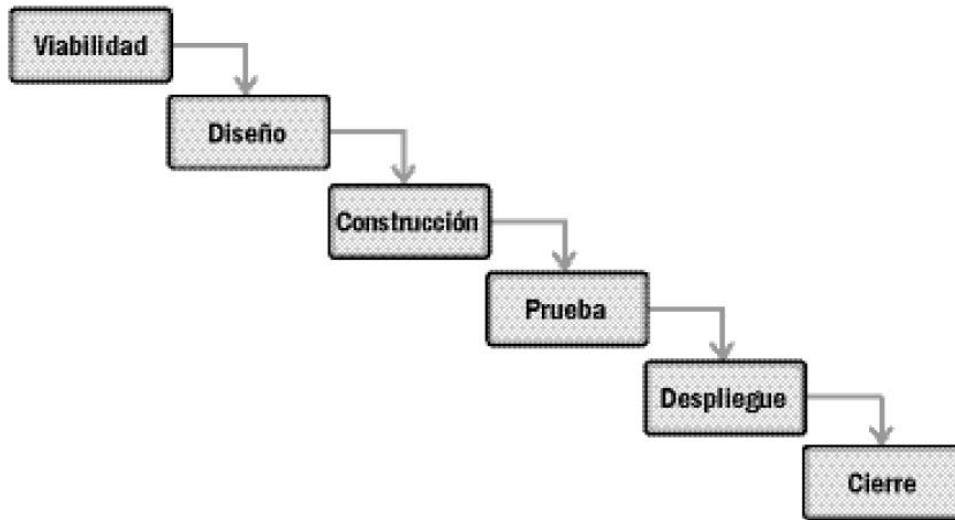 Viabilidad
Diseño
Construcción
Prueba
Despliegue
Cierre